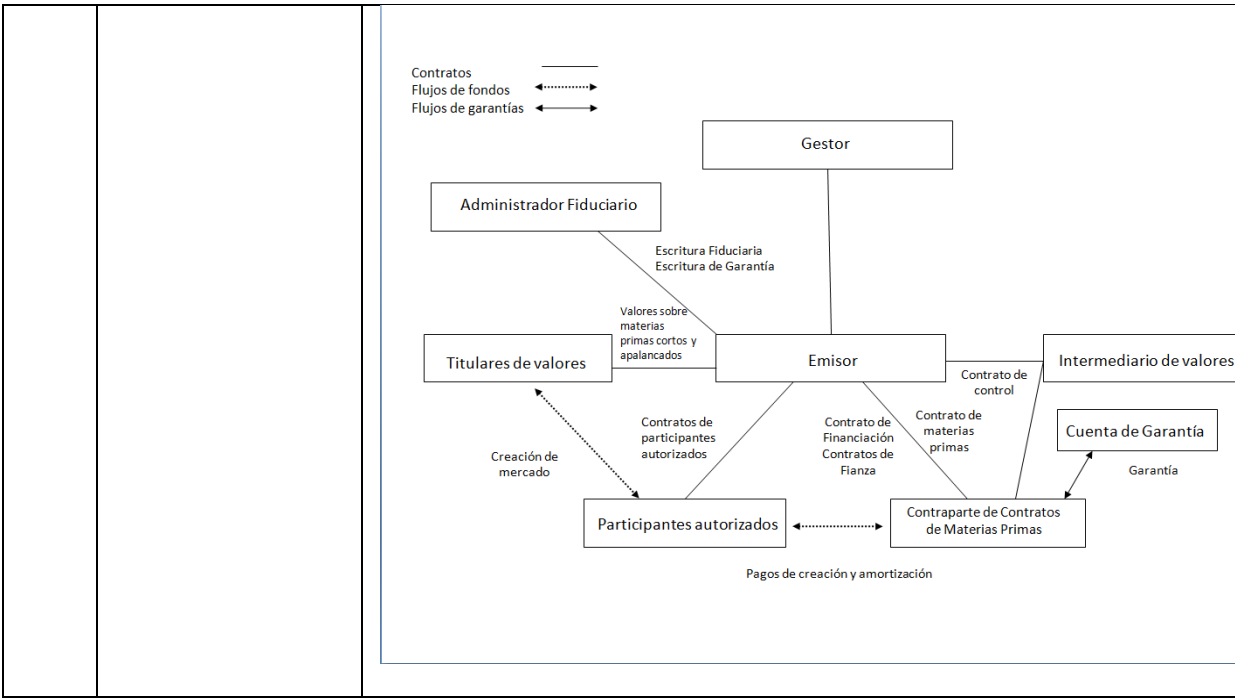 Contratos
Flujos de fondos
Flujos de garantías
Gestor
Administrador Fiduciario
Escritura Fiduciaria
Escritura de Garantía
Valores sobre
materias
primas cortos y
apalancados
Titulares de valores
Emisor
Intermediario de valores
Contrato de
control
Contratos de
participantes
autorizados
Contrato de
Financiación
Contratos de
Fianza
Contrato de
materias
primas
Cuenta de Garantía
Creación de
mercado
Garantía
Participantes autorizados
Contraparte de Contratos
de Materias Primas
Pagos de creación y amortización